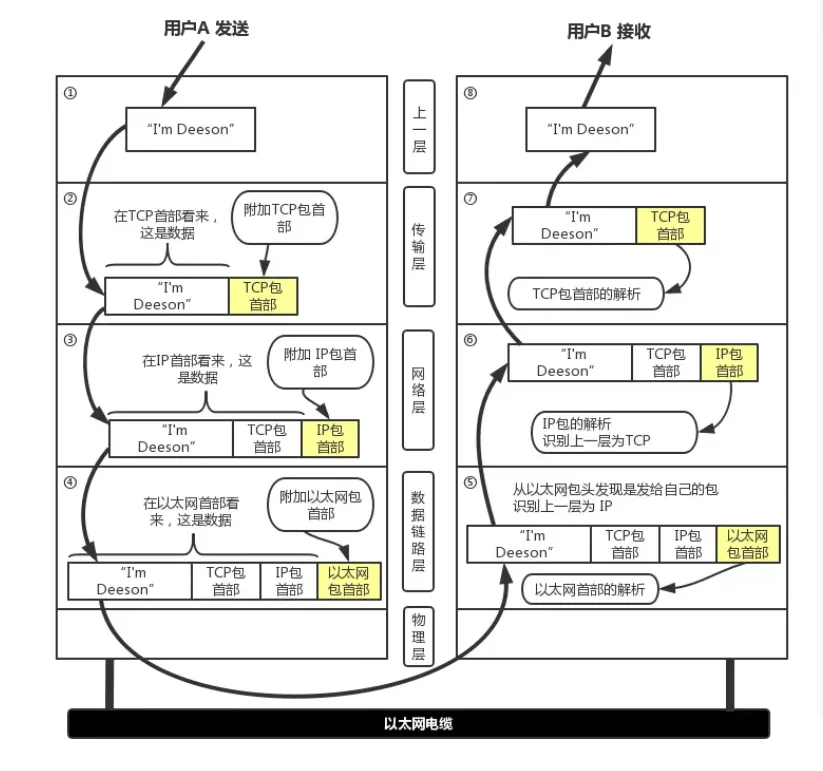 用户A 发送
①
“I'm Deeson”
②
在TCP首部看来，
这是数据
附加TCP包首
部
“I'm
Deeson”
TCP包
首部
③
在IP首部看来，这
是数据
附加 IP包首
部
“I'm
Deeson”
TCP包
首部
IP包
首部
④
在以太网首部看
来，这是数据
附加以太网包
首部
“I'm
Deeson”
TCP包
首部
IP包
首部
以太网
包首部
上
一
层
传
输
层
网
络
层
数
据
链
路
层
物
理
层
用户B 接收
⑧
“I'm Deeson”
⑦
“I'm
Deeson”
TCP包
首部
TCP包首部的解析
⑥
“I'm
Deeson”
TCP包
首部
IP包
首部
IP包的解析
识别上一层为TCP
⑤
从以太网包头发现是发给自己的包
识别上一层为 IP
“I'm
Deeson”
TCP包
首部
IP包
首部
以太网
包首部
以太网首部的解析
以太网电缆